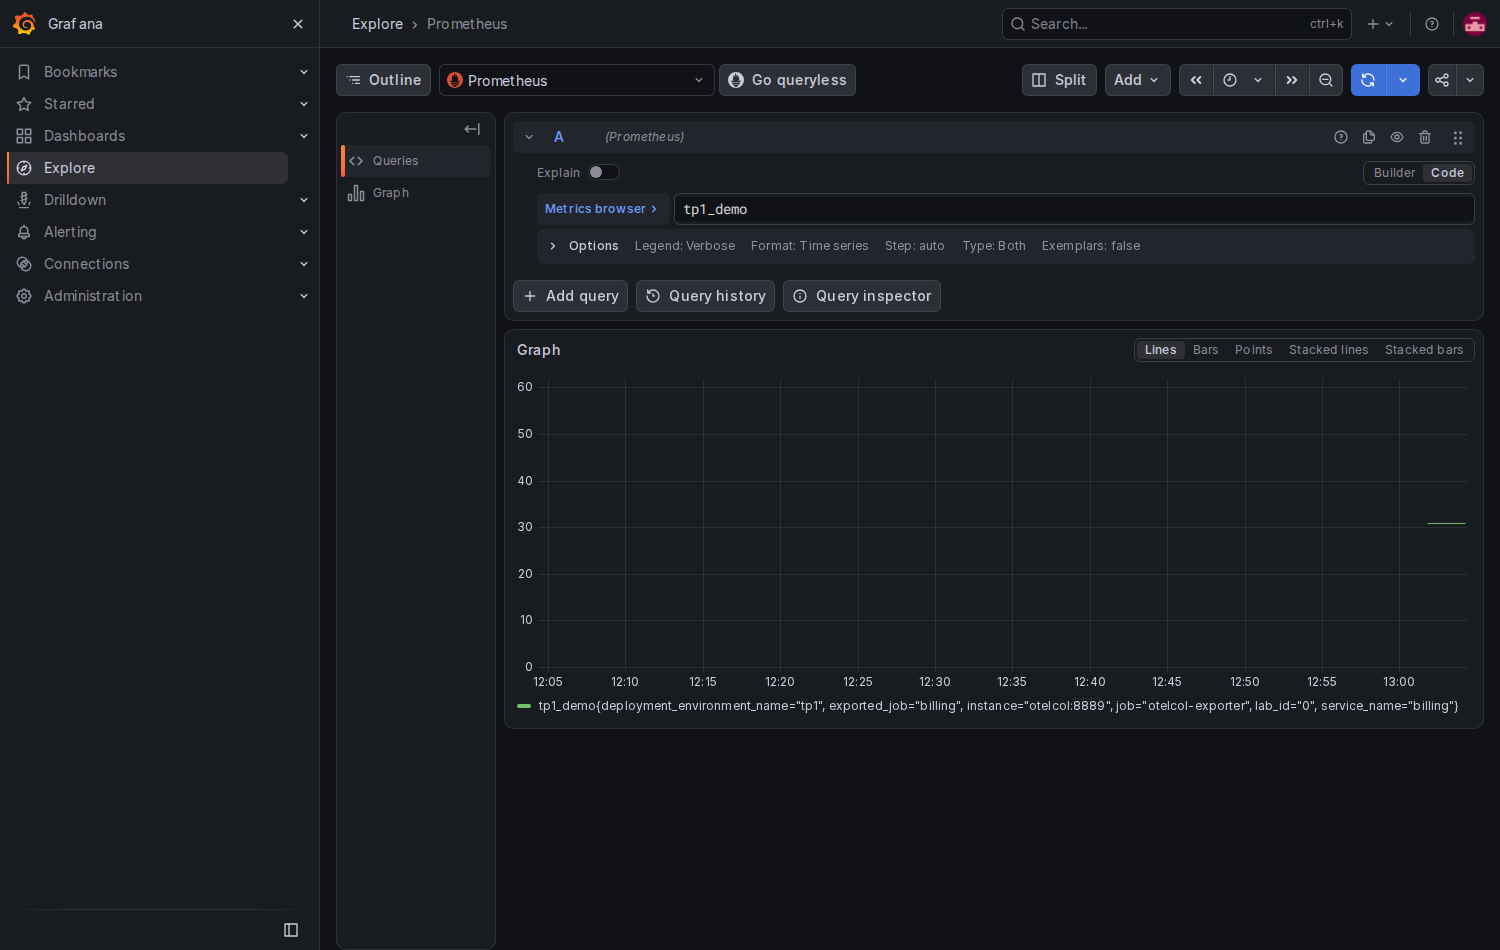 Grafana
Explore › Prometheus
Search...
ctrl+k
Bookmarks
Starred
Dashboards
Explore
Drilldown
Alerting
Connections
Administration
Outline
Prometheus
Go queryless
Split
Add
Queries
Graph
A
(Prometheus)
Explain
Builder
Code
Metrics browser
tp1_demo
Options
Legend: Verbose
Format: Time series
Step: auto
Type: Both
Exemplars: false
Add query
Query history
Query inspector
Graph
Lines
Bars
Points
Stacked lines
Stacked bars
60
50
40
30
20
10
0
12:05
12:10
12:15
12:20
12:25
12:30
12:35
12:40
12:45
12:50
12:55
13:00
tp1_demo{deployment_environment_name="tp1", exported_job="billing", instance="otelcol:8889", job="otelcol-exporter", lab_id="0", service_name="billing"}